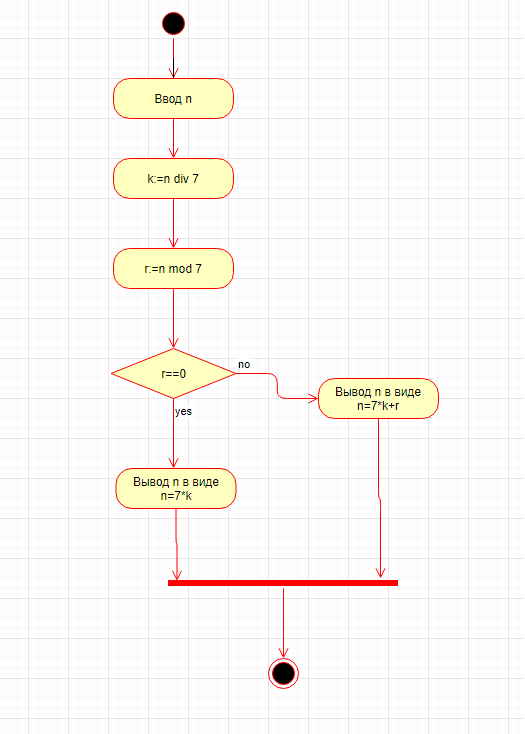 Ввод n
k:=n div 7
r:=n mod 7
r==0
no
yes
Вывод n в виде
n=7*k+r
Вывод n в виде
n=7*k